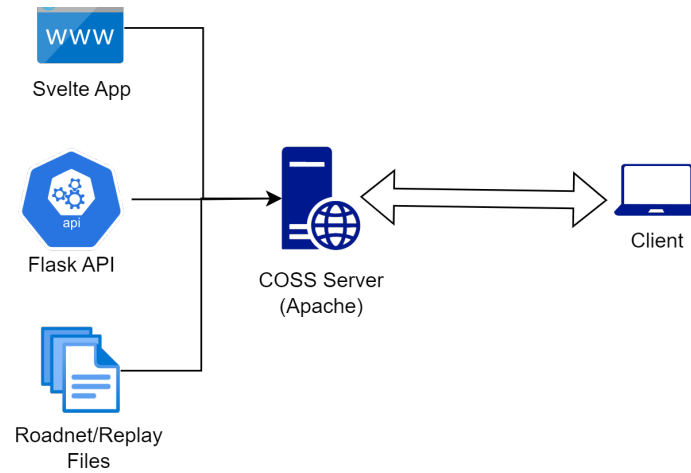 www
Svelte App
api
Flask API
COSS Server
(Apache)
Client
Roadnet/Replay
Files